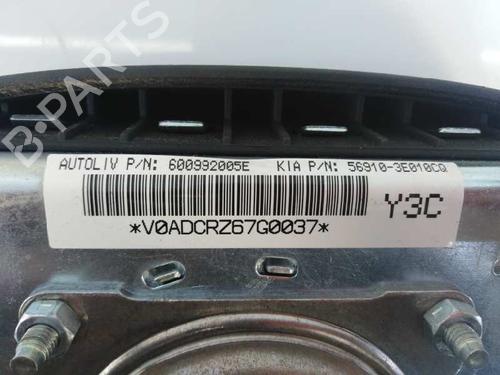 B-PARTS
AUTOLIV P/N: 600992005E KIA P/N: 56910-3E010CQ
Y3C
*V0ADCRZ67G0037*